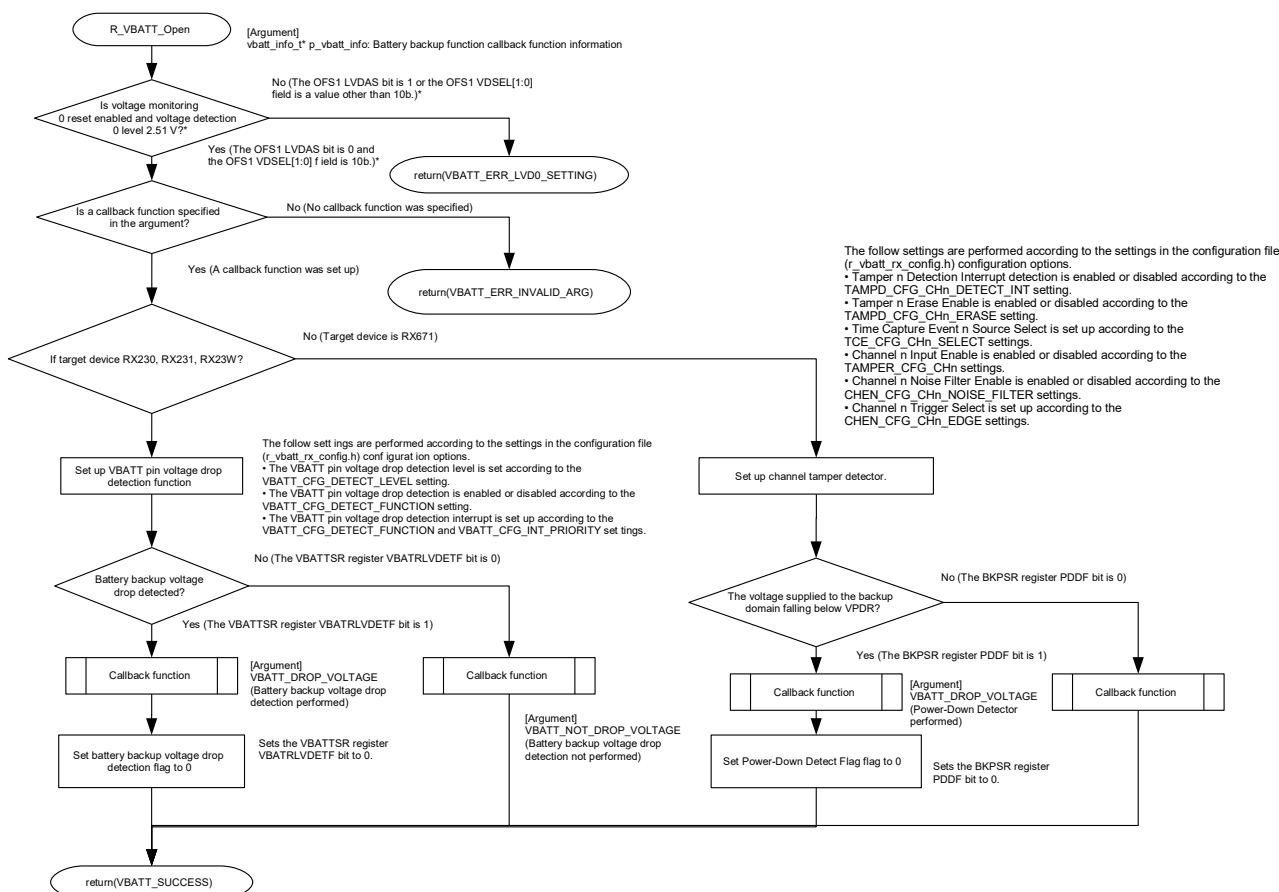 R_VBATT_Open
[Argument]
vbatt_info_t* p_vbatt_info: Battery backup function callback function information
Is voltage monitoring
0 reset enabled and voltage detection
0 level 2.51 V?*
No (The OFS1 LVDAS bit is 1 or the OFS1 VDSEL[1:0]
field is a value other than 10b.)*
Yes (The OFS1 LVDAS bit is 0 and
the OFS1 VDSEL[1:0] f ield is 10b.)*
return(VBATT_ERR_LVD0_SETTING)
Is a callback function specified
in the argument?
No (No callback function was specified)
Yes (A callback function was set up)
return(VBATT_ERR_INVALID_ARG)
If target device RX230, RX231, RX23W?
No (Target device is RX671)
The follow settings are performed according to the settings in the configuration file
(r_vbatt_rx_config.h) configuration options.
• Tamper n Detection Interrupt detection is enabled or disabled according to the
TAMPD_CFG_CHn_DETECT_INT setting.
• Tamper n Erase Enable is enabled or disabled according to the
TAMPD_CFG_CHn_ERASE setting.
• Time Capture Event n Source Select is set up according to the
TCE_CFG_CHn_SELECT settings.
• Channel n Input Enable is enabled or disabled according to the
TAMPER_CFG_CHn settings.
• Channel n Noise Filter Enable is enabled or disabled according to the
CHEN_CFG_CHn_NOISE_FILTER settings.
• Channel n Trigger Select is set up according to the
CHEN_CFG_CHn_EDGE settings.
Set up VBATT pin voltage drop
detection function
The follow sett ings are performed according to the settings in the configuration file
(r_vbatt_rx_config.h) conf igurat ion options.
• The VBATT pin voltage drop detection level is set according to the
VBATT_CFG_DETECT_LEVEL setting.
• The VBATT pin voltage drop detection is enabled or disabled according to the
VBATT_CFG_DETECT_FUNCTION setting.
• The VBATT pin voltage drop detection interrupt is set up according to the
VBATT_CFG_DETECT_FUNCTION and VBATT_CFG_INT_PRIORITY set tings.
Set up channel tamper detector.
Battery backup voltage
drop detected?
No (The VBATTSR register VBATRLVDETF bit is 0)
Yes (The VBATTSR register VBATRLVDETF bit is 1)
The voltage supplied to the backup
domain falling below VPDR?
No (The BKPSR register PDDF bit is 0)
Yes (The BKPSR register PDDF bit is 1)
Callback function
[Argument]
VBATT_DROP_VOLTAGE
(Battery backup voltage drop
detection performed)
Callback function
[Argument]
VBATT_NOT_DROP_VOLTAGE
(Battery backup voltage drop
detection not performed)
Callback function
[Argument]
VBATT_DROP_VOLTAGE
(Power-Down Detector
performed)
Callback function
Set battery backup voltage drop
detection flag to 0
Sets the VBATTSR register
VBATRLVDETF bit to 0.
Set Power-Down Detect Flag flag to 0
Sets the BKPSR register
PDDF bit to 0.
return(VBATT_SUCCESS)